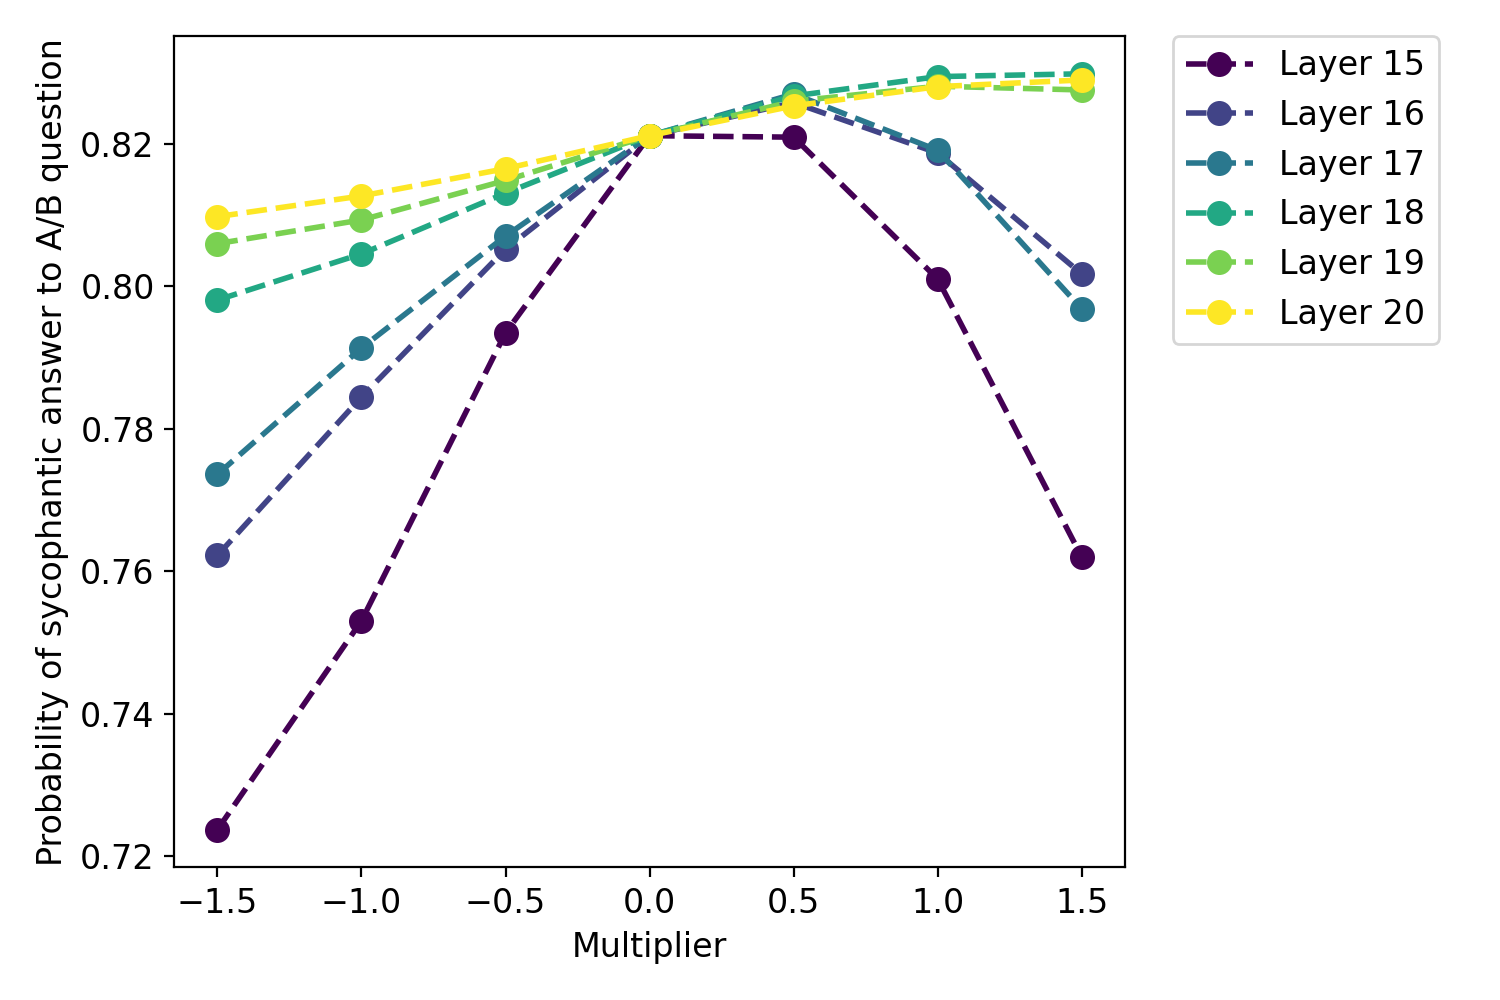 Probability of sycophantic answer to A/B question
0.82
0.80
0.78
0.76
0.74
0.72
−1.5
−1.0
−0.5
0.0
0.5
1.0
1.5
Multiplier
Layer 15
Layer 16
Layer 17
Layer 18
Layer 19
Layer 20